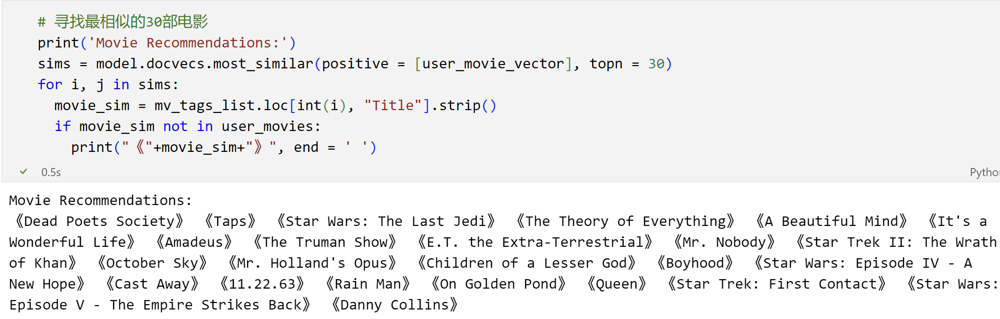 # 寻找最相似的30部电影
print('Movie Recommendations:')
sims = model.docvecs.most_similar(positive = [user_movie_vector], topn = 30)
for i, j in sims:
  movie_sim = mv_tags_list.loc[int(i), "Title"].strip()
  if movie_sim not in user_movies:
    print("《"+movie_sim+"》", end = ' ')
0.5s
Movie Recommendations:
《Dead Poets Society》 《Taps》 《Star Wars: The Last Jedi》 《The Theory of Everything》 《A Beautiful Mind》 《It's a
Wonderful Life》 《Amadeus》 《The Truman Show》 《E.T. the Extra-Terrestrial》 《Mr. Nobody》 《Star Trek II: The Wrath
of Khan》 《October Sky》 《Mr. Holland's Opus》 《Children of a Lesser God》 《Boyhood》 《Star Wars: Episode IV - A
New Hope》 《Cast Away》 《11.22.63》 《Rain Man》 《On Golden Pond》 《Queen》 《Star Trek: First Contact》 《Star Wars:
Episode V - The Empire Strikes Back》 《Danny Collins》